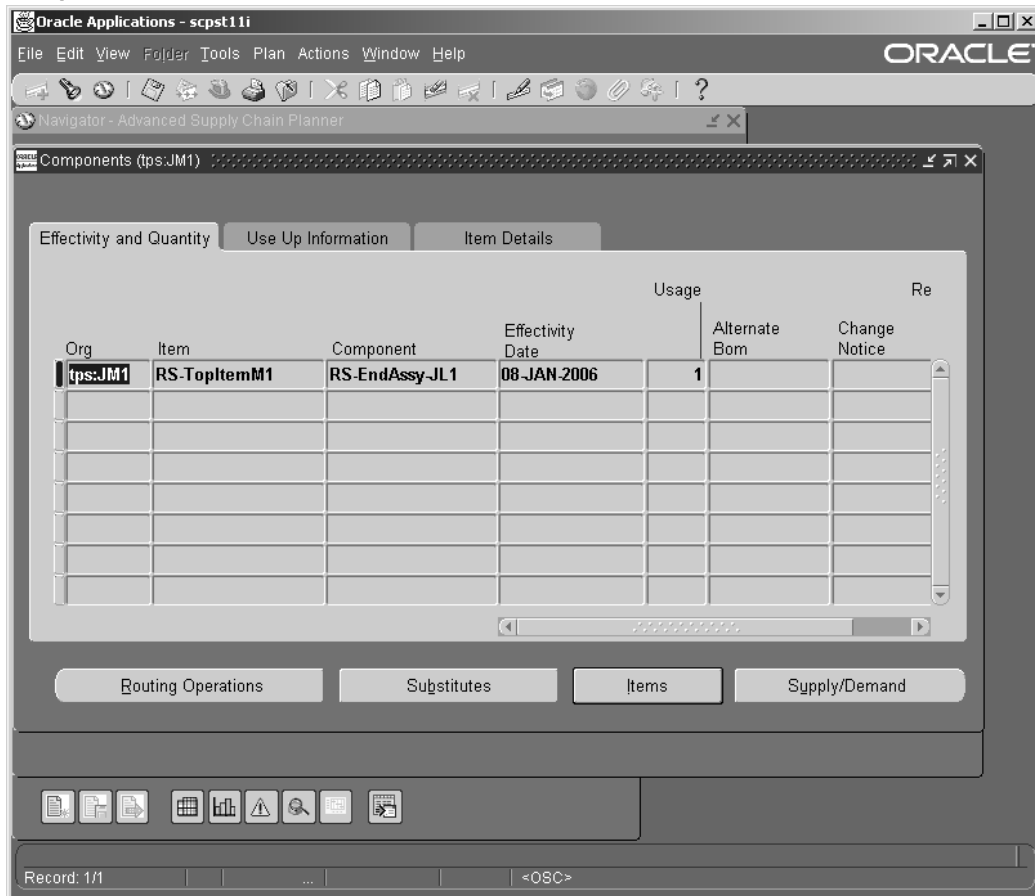 Oracle Applications - scpst11i
File Edit View Folder Tools Plan Actions Window Help
ORACLE
Navigator - Advanced Supply Chain Planner
Components (tps:JM1)
Effectivity and Quantity Use Up Information Item Details
Usage Re
Effectivity Alternate Change
Org Item Component Date Bom Notice
tps:JM1 RS-TopItemM1 RS-EndAssy-JL1 08-JAN-2006 1
Routing Operations Substitutes Items Supply/Demand
Record: 1/1 ... <OSC>